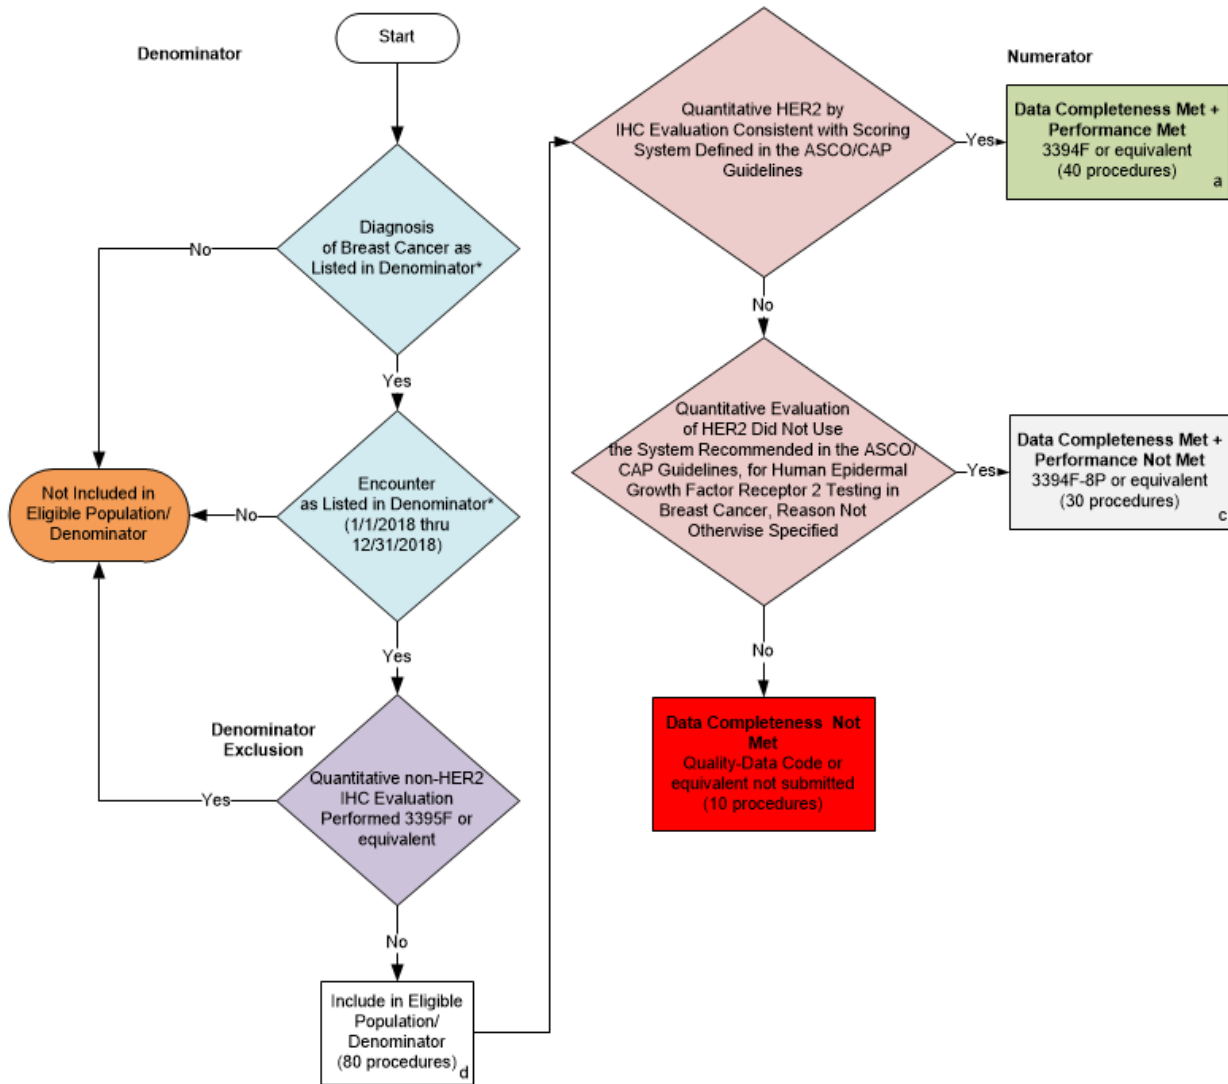 Start
Denominator
Diagnosis
of Breast Cancer as
Listed in Denominator*
No
Yes
Encounter
as Listed in Denominator*
(1/1/2018 thru
12/31/2018)
No
Not Included in
Eligible Population/
Denominator
Yes
Denominator
Exclusion
Quantitative non-HER2
IHC Evaluation
Performed 3395F or
equivalent
Yes
No
Include in Eligible
Population/
Denominator
(80 procedures)
d
Numerator
Quantitative HER2 by
IHC Evaluation Consistent with Scoring
System Defined in the ASCO/CAP
Guidelines
Yes
Data Completeness Met +
Performance Met
3394F or equivalent
(40 procedures)
a
No
Quantitative Evaluation
of HER2 Did Not Use
the System Recommended in the ASCO/
CAP Guidelines, for Human Epidermal
Growth Factor Receptor 2 Testing in
Breast Cancer, Reason Not
Otherwise Specified
Yes
Data Completeness Met +
Performance Not Met
3394F-8P or equivalent
(30 procedures)
c
No
Data Completeness Not
Met
Quality-Data Code or
equivalent not submitted
(10 procedures)